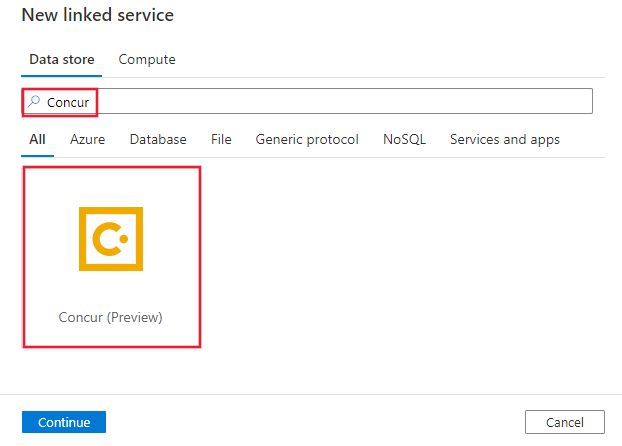 New linked service
Data store Compute
Concur
All Azure Database File Generic protocol NoSQL Services and apps
Concur (Preview)
Continue Cancel